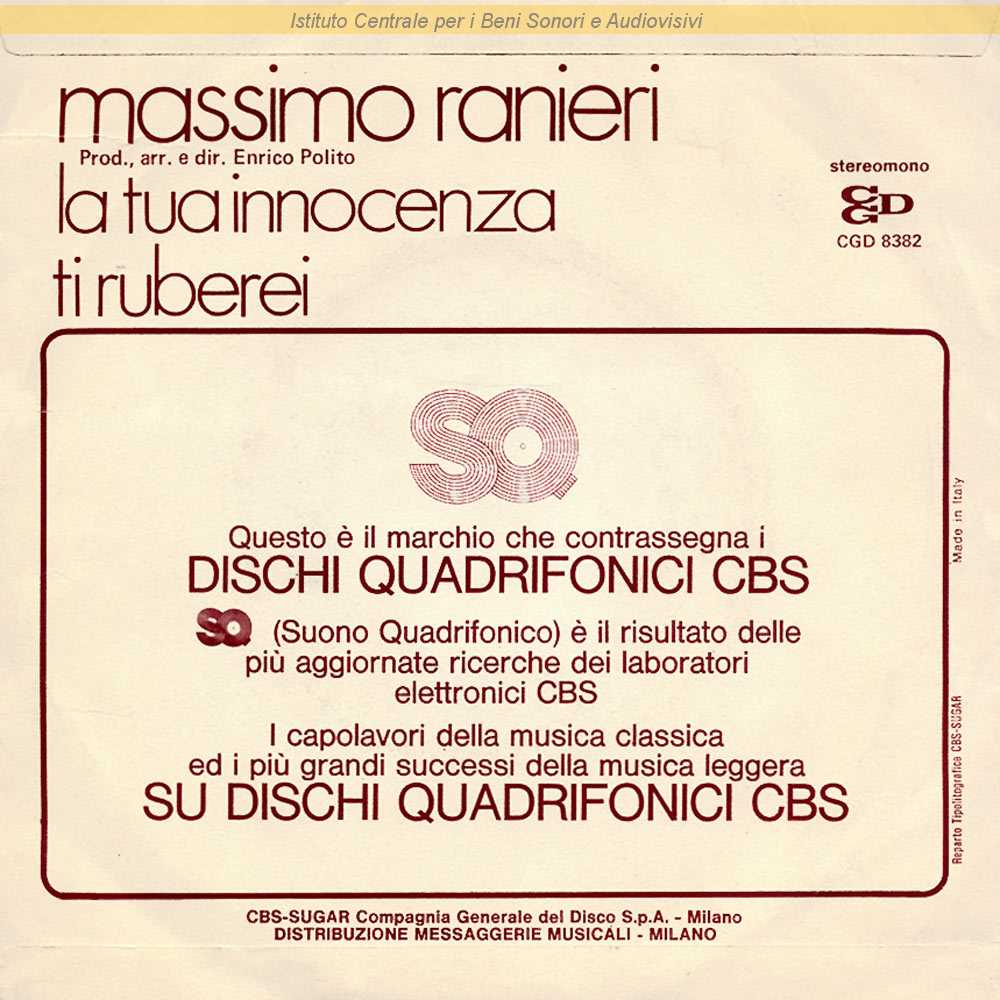 Istituto Centrale per i Beni Sonori e Audiovisivi
massimo ranieri
Prod., arr. e dir. Enrico Polito
la tua innocenza
ti ruberei
stereomono
CGD
CGD 8382
SQ
Questo è il marchio che contrassegna i
DISCHI QUADRIFONICI CBS
SQ (Suono Quadrifonico) è il risultato delle
più aggiornate ricerche dei laboratori
elettronici CBS
I capolavori della musica classica
ed i più grandi successi della musica leggera
SU DISCHI QUADRIFONICI CBS
Made in Italy
Reparto Tipolitografica CBS-SUGAR
CBS-SUGAR Compagnia Generale del Disco S.p.A. - Milano
DISTRIBUZIONE MESSAGGERIE MUSICALI - MILANO